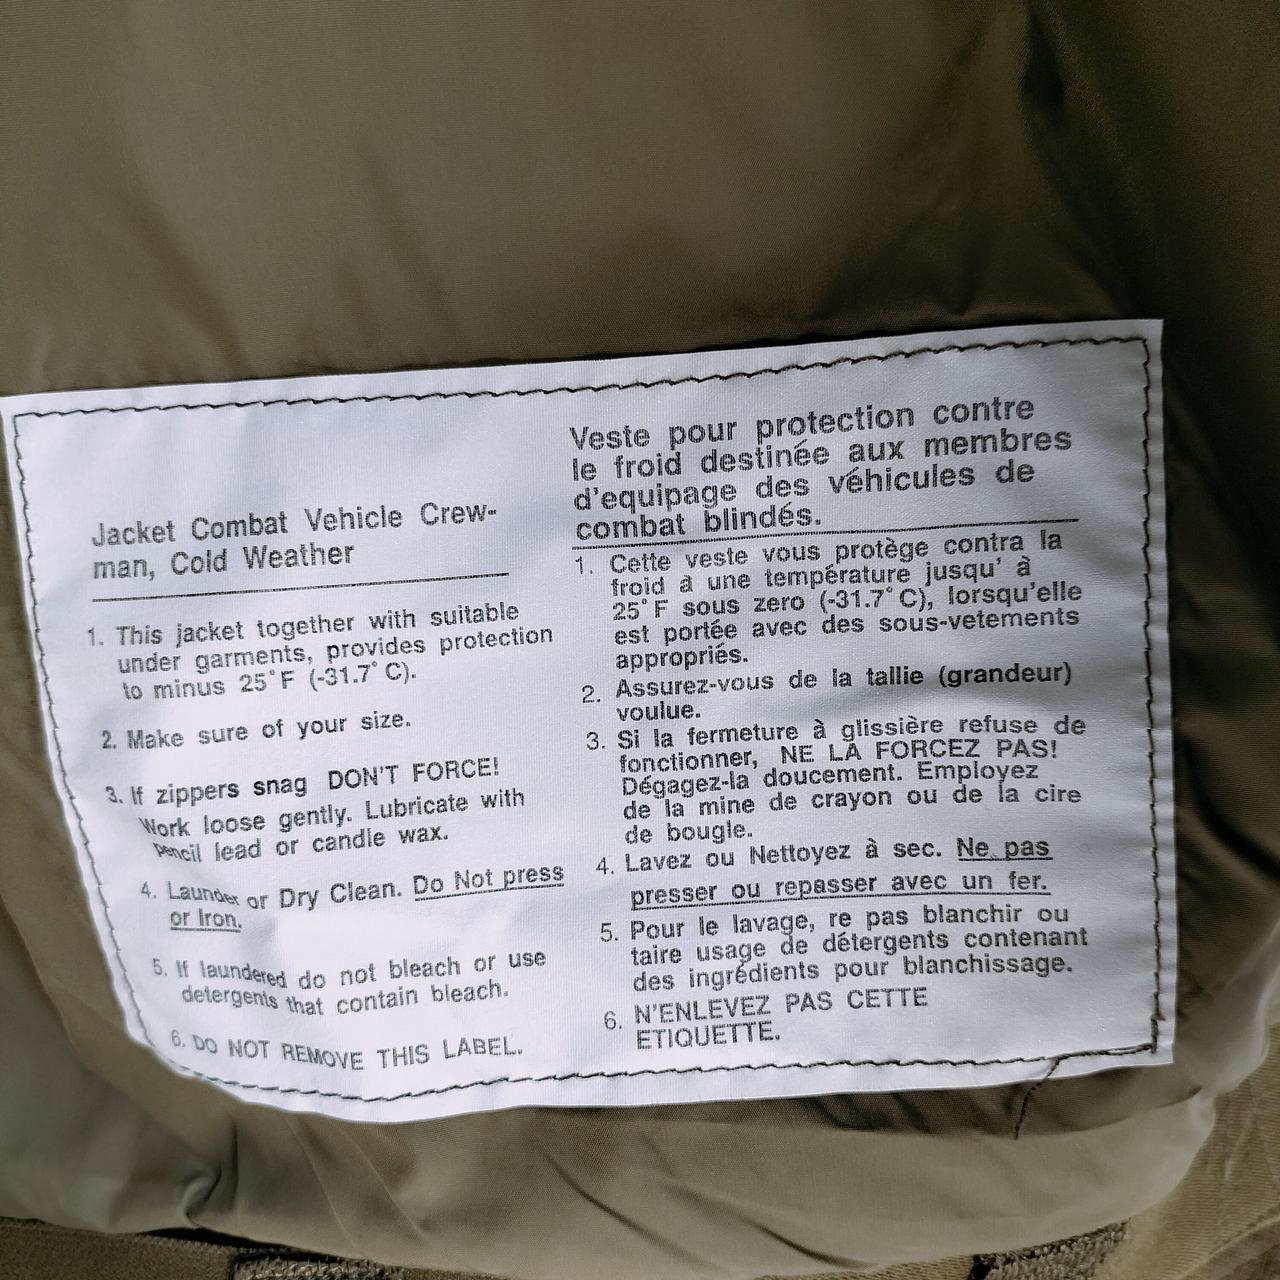 Jacket Combat Vehicle Crew-
man, Cold Weather
1. This jacket together with suitable
under garments, provides protection
to minus 25°F (-31.7°C).
2. Make sure of your size.
3. If zippers snag DON'T FORCE!
Work loose gently. Lubricate with
pencil lead or candle wax.
4. Launder or Dry Clean. Do Not press
or Iron.
5. If laundered do not bleach or use
detergents that contain bleach.
6. DO NOT REMOVE THIS LABEL.
Veste pour protection contre
le froid destinée aux membres
d'equipage des véhicules de
combat blindés.
1. Cette veste vous protège contra la
froid à une température jusqu' à
25°F sous zero (-31.7°C), lorsqu'elle
est portée avec des sous-vetements
appropriés.
2. Assurez-vous de la tallie (grandeur)
voulue.
3. Si la fermeture à glissière refuse de
fonctionner, NE LA FORCEZ PAS!
Dégagez-la doucement. Employez
de la mine de crayon ou de la cire
de bougle.
4. Lavez ou Nettoyez à sec. Ne pas
presser ou repasser avec un fer.
5. Pour le lavage, re pas blanchir ou
taire usage de détergents contenant
des ingrédients pour blanchissage.
6. N'ENLEVEZ PAS CETTE
ETIQUETTE.